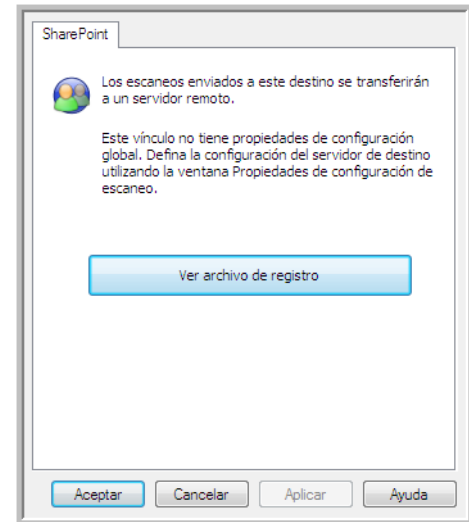 SharePoint
Los escaneos enviados a este destino se transferirán
a un servidor remoto.
Este vínculo no tiene propiedades de configuración
global. Defina la configuración del servidor de destino
utilizando la ventana Propiedades de configuración de
escaneo.
Ver archivo de registro
Aceptar Cancelar Aplicar Ayuda